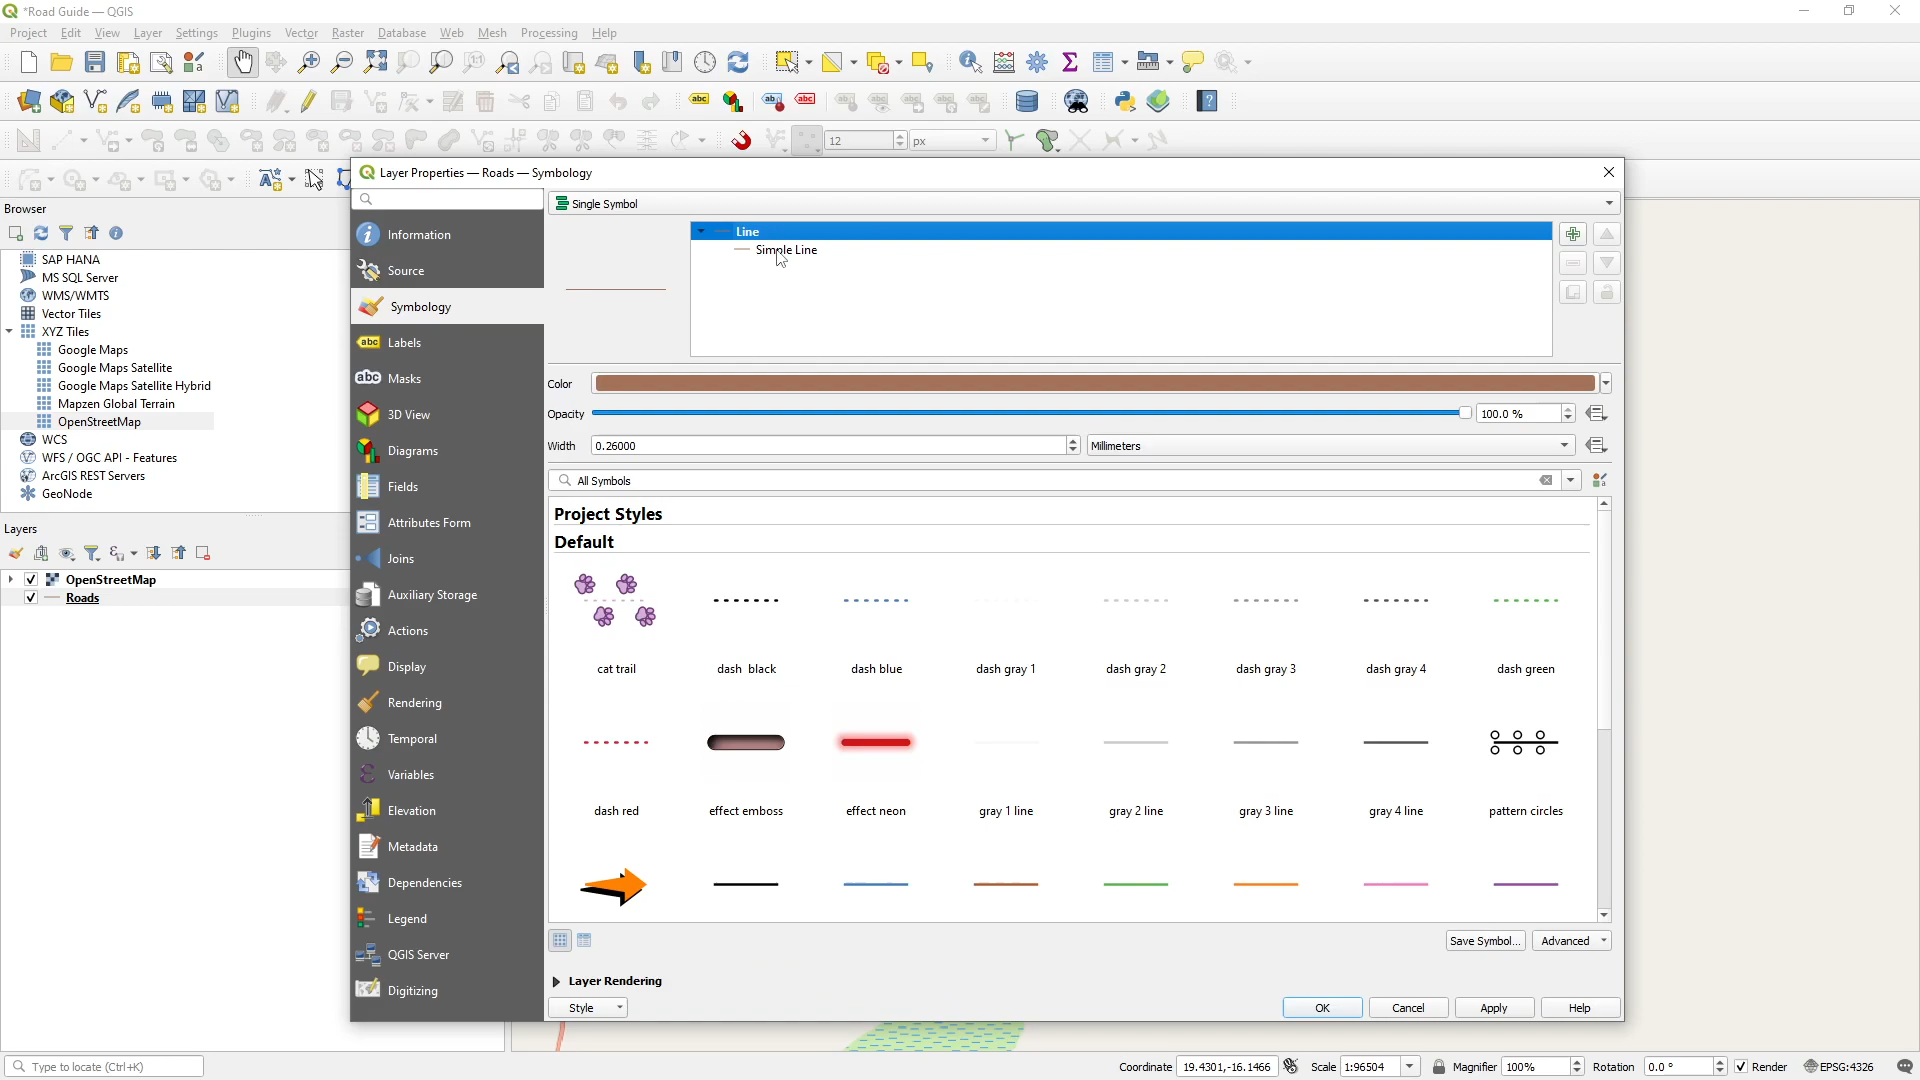 *Road Guide — QGIS
Project Edit View Layer Settings Plugins Vector Raster Database Web Mesh Processing Help
12 px
Browser
SAP HANA
MS SQL Server
WMS/WMTS
Vector Tiles
XYZ Tiles
Google Maps
Google Maps Satellite
Google Maps Satellite Hybrid
Mapzen Global Terrain
OpenStreetMap
WCS
WFS / OGC API - Features
ArcGIS REST Servers
GeoNode
Layers
OpenStreetMap
Roads
Layer Properties — Roads — Symbology
Information
Source
Symbology
Labels
Masks
3D View
Diagrams
Fields
Attributes Form
Joins
Auxiliary Storage
Actions
Display
Rendering
Temporal
Variables
Elevation
Metadata
Dependencies
Legend
QGIS Server
Digitizing
Single Symbol
Line
Simple Line
Color
Opacity 100.0 %
Width 0.26000 Millimeters
All Symbols
Project Styles
Default
cat trail dash  black dash blue dash gray 1 dash gray 2 dash gray 3 dash gray 4 dash green
dash red effect emboss effect neon gray 1 line gray 2 line gray 3 line gray 4 line pattern circles
Save Symbol... Advanced
Layer Rendering
Style OK Cancel Apply Help
Type to locate (Ctrl+K) Coordinate 19.4301,-16.1466 Scale 1:96504 Magnifier 100% Rotation 0.0 ° Render EPSG:4326